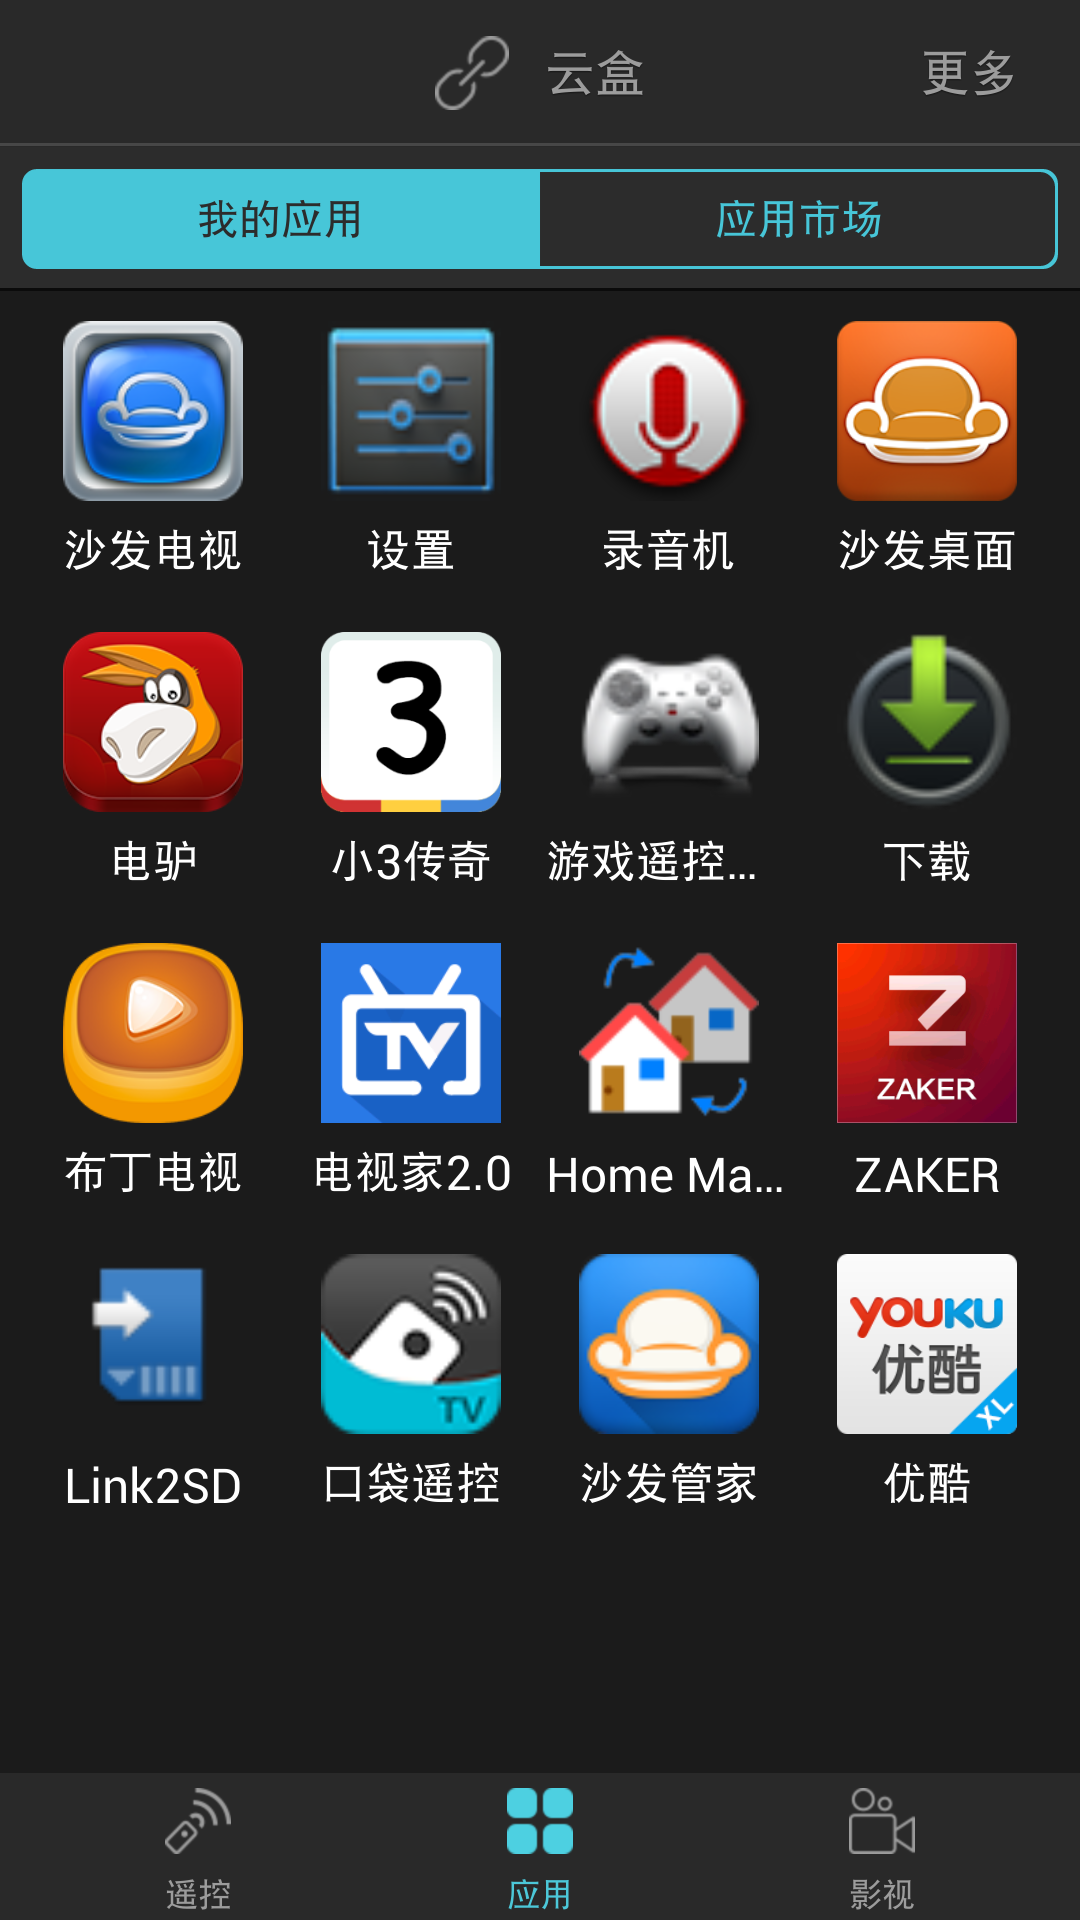 云盒
更多
我的应用
应用市场
沙发电视
设置
录音机
沙发桌面
3
电驴
小3传奇
游戏遥控...
下载
TV
ZAKER
布丁电视
电视家2.0
Home Ma...
ZAKER
TV
YOUKU
优酷
XL
Link2SD
口袋遥控
沙发管家
优酷
遥控
应用
影视